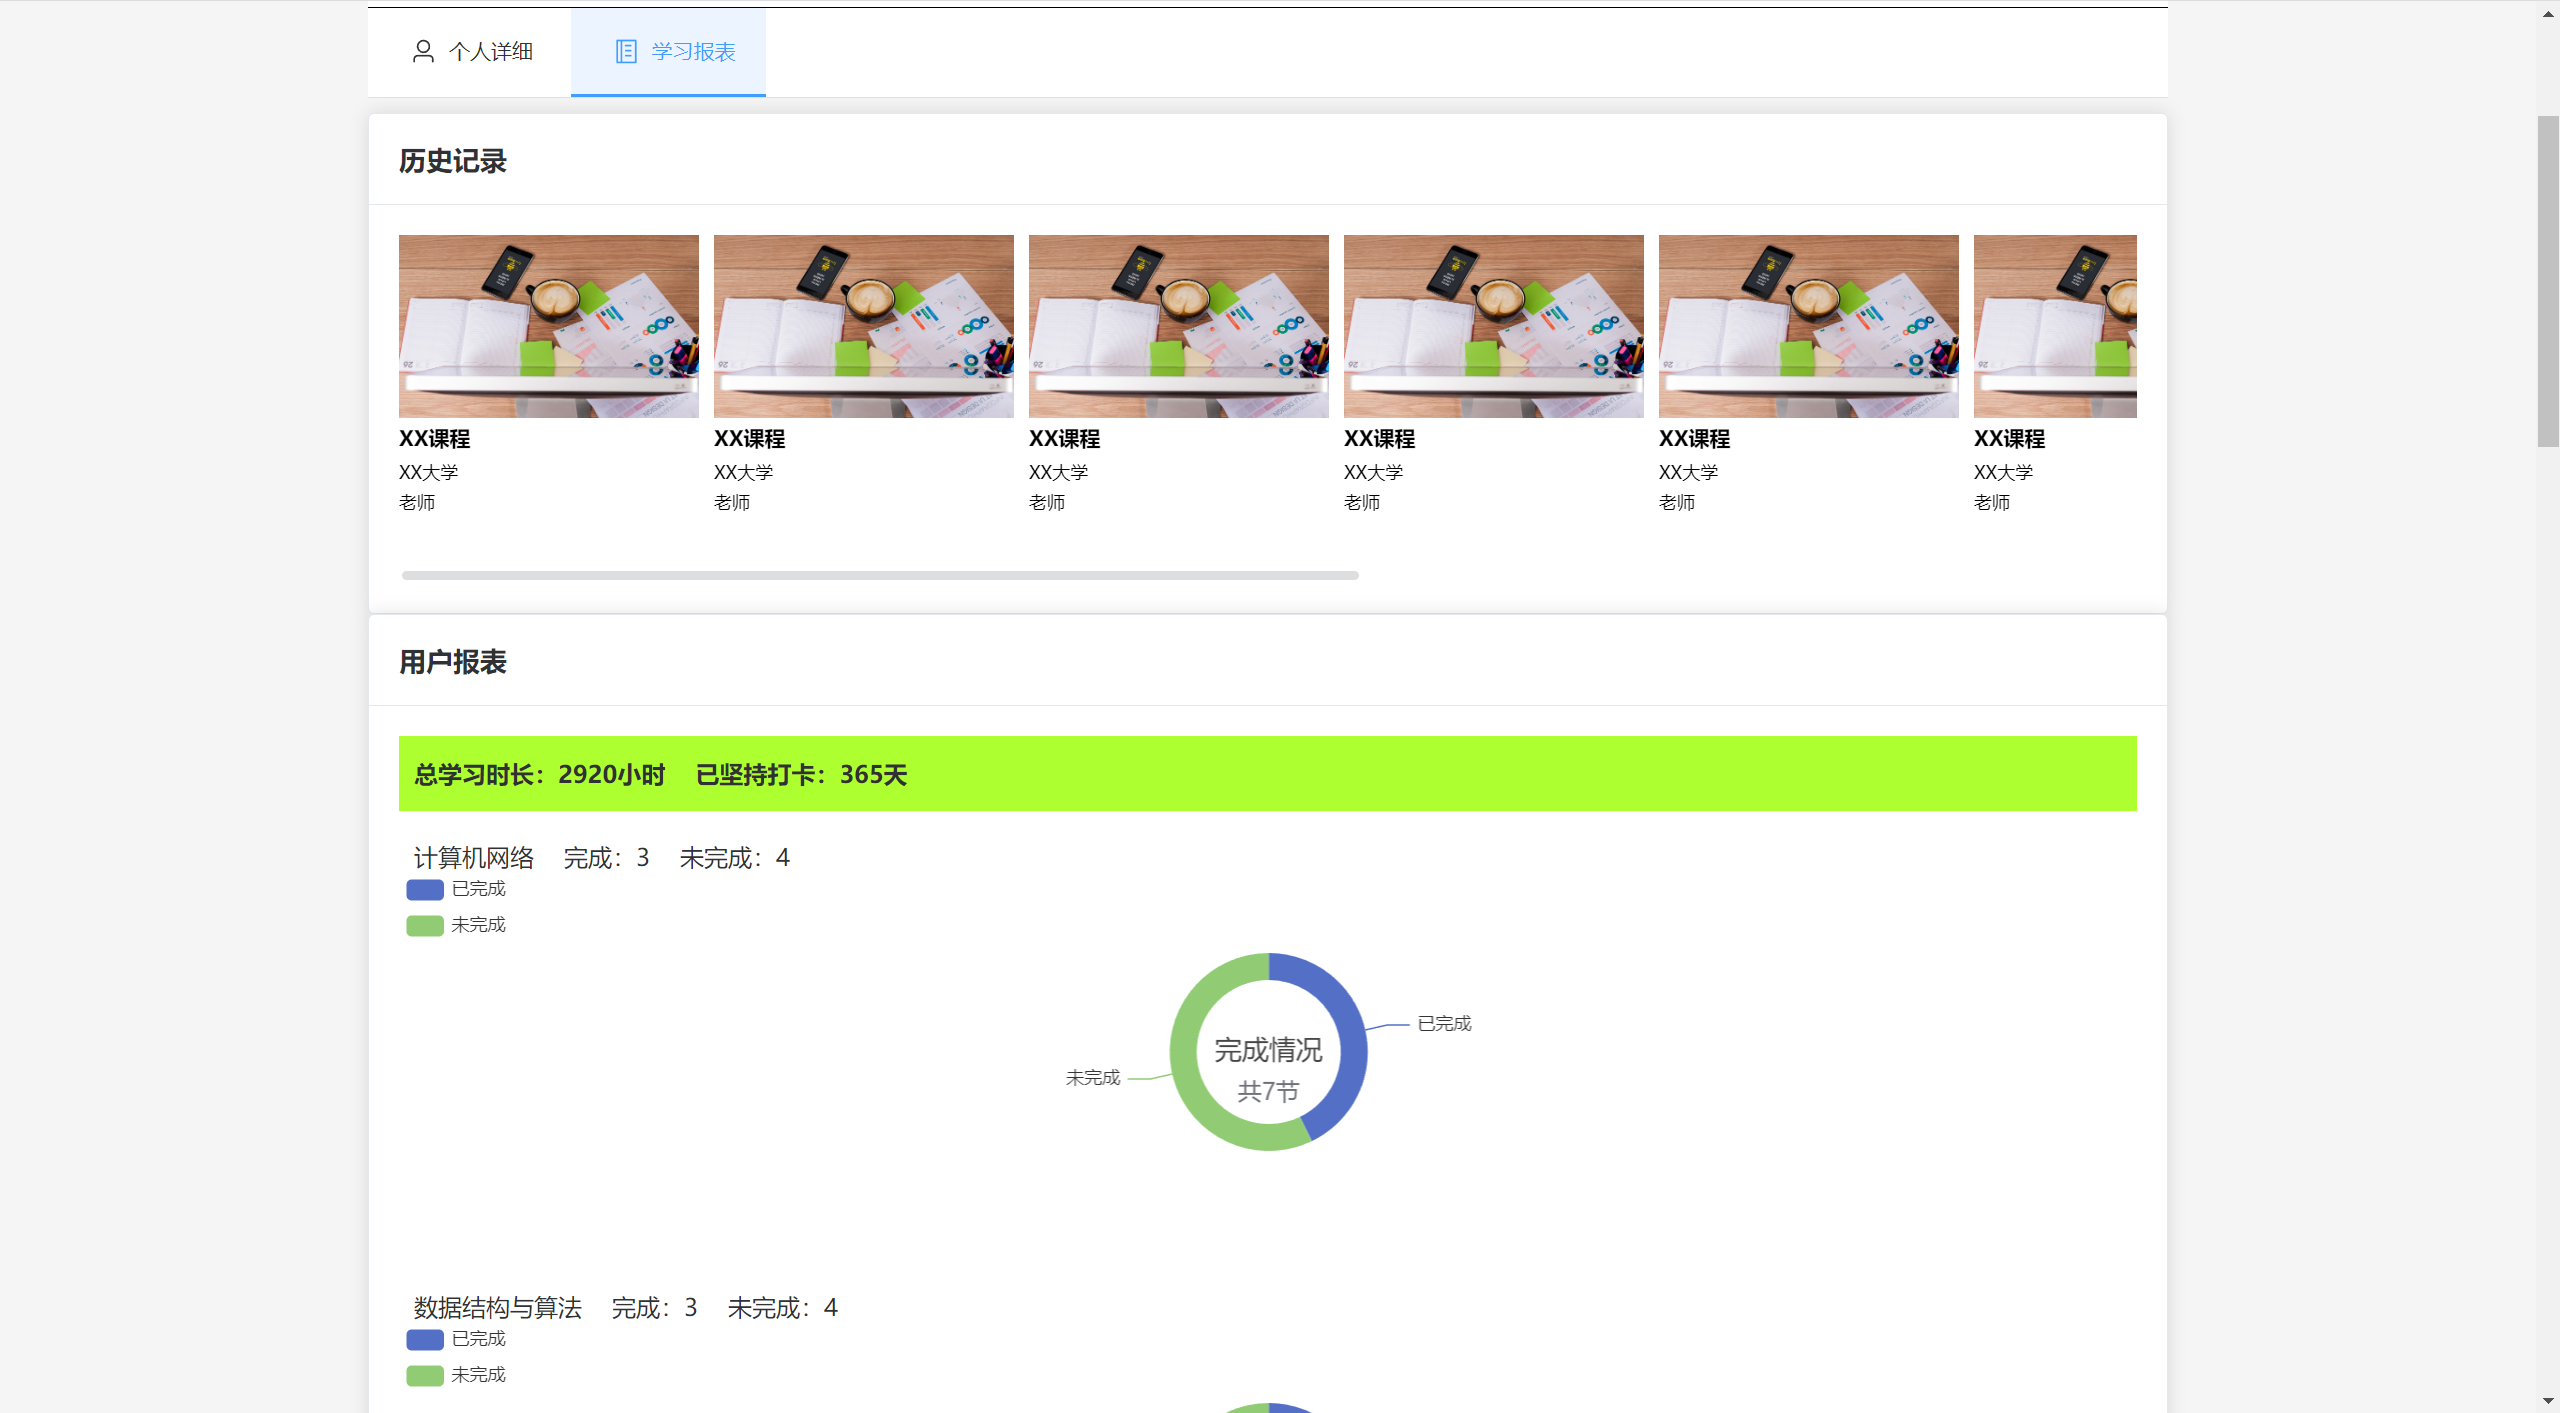 个人详细 学习报表
历史记录
XX课程 XX课程 XX课程 XX课程 XX课程 XX课程
XX大学 XX大学 XX大学 XX大学 XX大学 XX大学
老师 老师 老师 老师 老师 老师
用户报表
总学习时长：2920小时 已坚持打卡：365天
计算机网络 完成：3 未完成：4
已完成
未完成
已完成
完成情况
未完成
共7节
数据结构与算法 完成：3 未完成：4
已完成
未完成